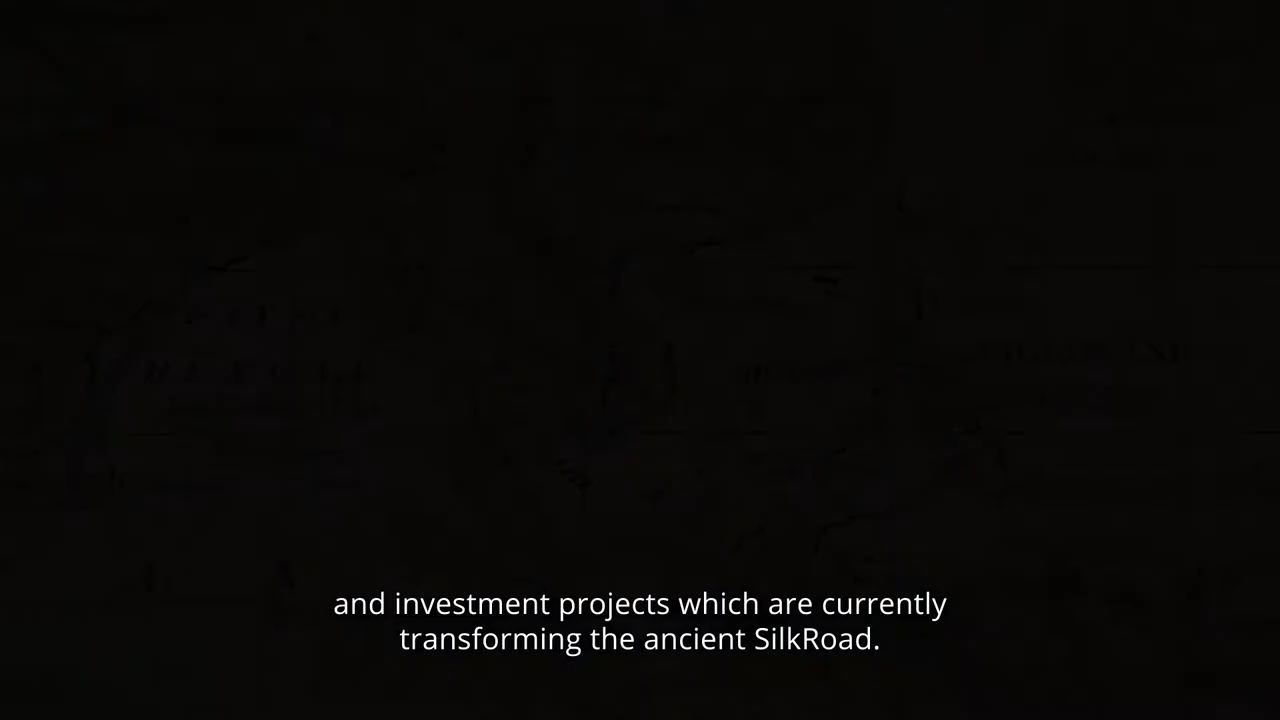 and investment projects which are currently
transforming the ancient SilkRoad.